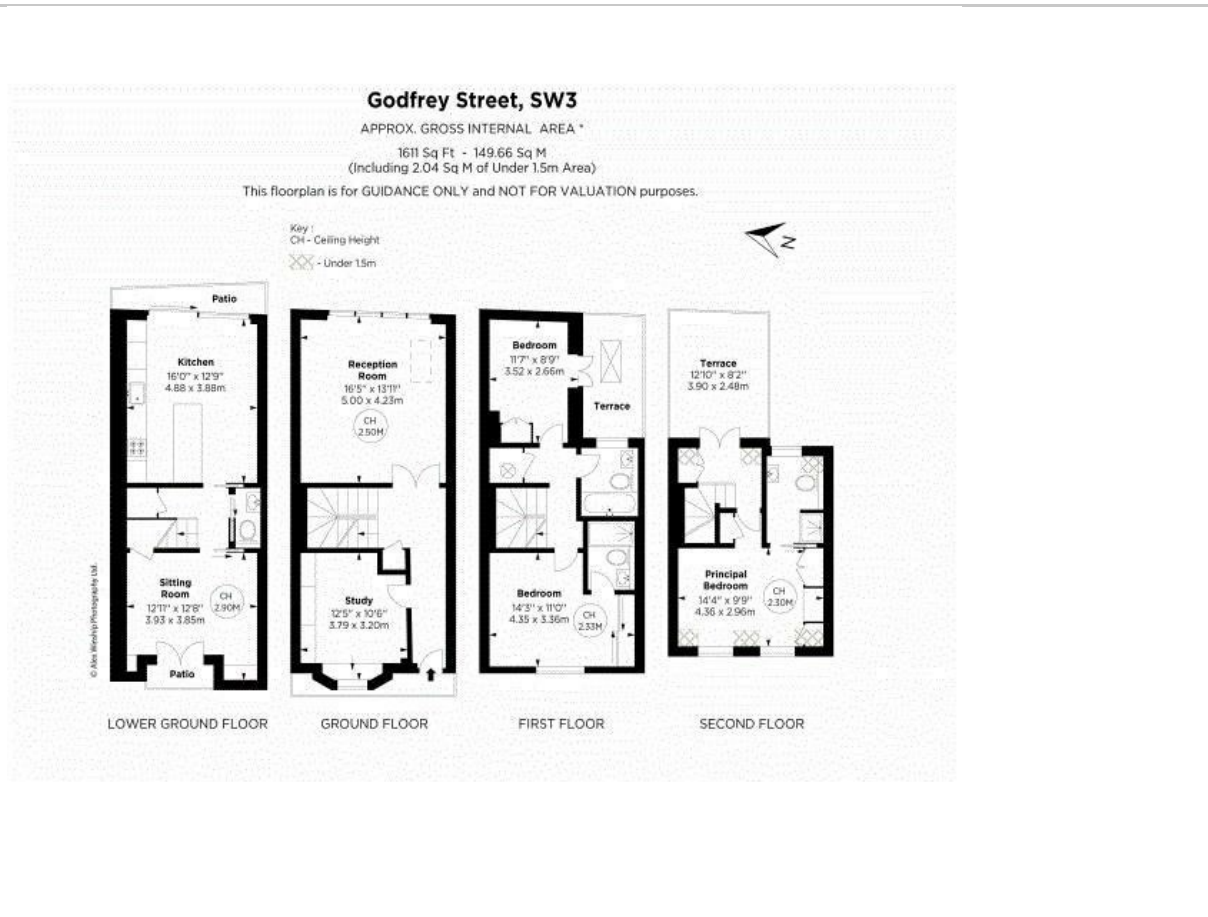 Godfrey Street, SW3
APPROX. GROSS INTERNAL AREA *
1611 Sq Ft - 149.66 Sq M
(Including 2.04 Sq M of Under 1.5m Area)
This floorplan is for GUIDANCE ONLY and NOT FOR VALUATION purposes.
Key :
CH - Ceiling Height
- Under 1.5m
N
Patio
Kitchen
16'0" x 12'9"
4.88 x 3.88m
Sitting
Room
12'11" x 12'8"
3.93 x 3.85m
CH
2.90M
Patio
LOWER GROUND FLOOR
Reception
Room
16'5" x 13'11"
5.00 x 4.23m
CH
2.50M
Study
12'5" x 10'6"
3.79 x 3.20m
GROUND FLOOR
Bedroom
11'7" x 8'9"
3.52 x 2.66m
Terrace
Bedroom
14'3" x 11'0"
4.35 x 3.36m
CH
2.33M
FIRST FLOOR
Terrace
12'10" x 8'2"
3.90 x 2.48m
Principal
Bedroom
14'4" x 9'9"
4.36 x 2.96m
CH
2.30M
SECOND FLOOR
© Alex Winship Photography Ltd.